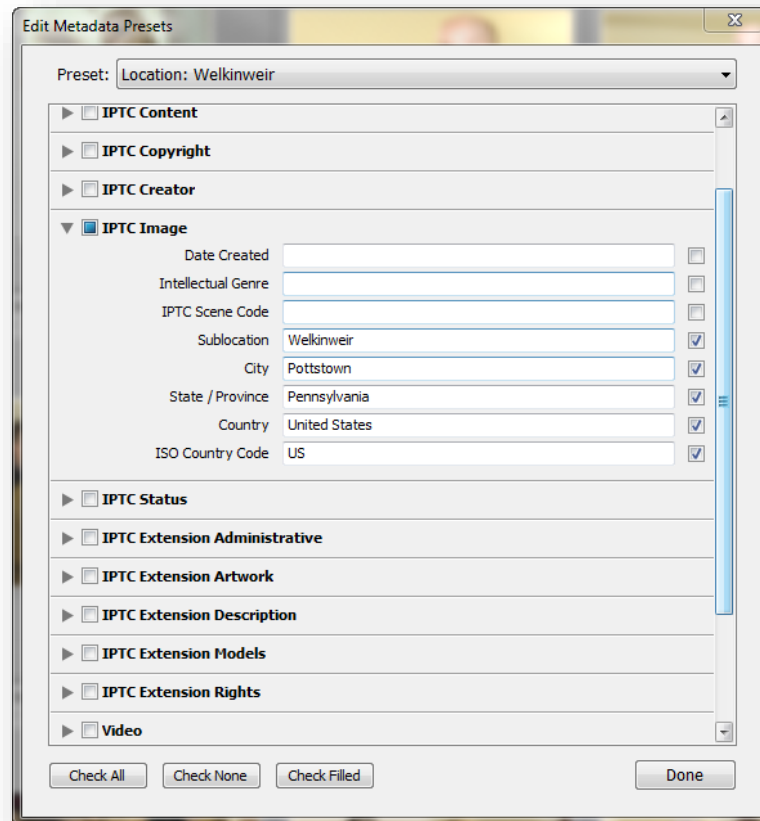 Edit Metadata Presets
Preset: Location: Welkinweir
IPTC Content
IPTC Copyright
IPTC Creator
IPTC Image
Date Created
Intellectual Genre
IPTC Scene Code
Sublocation Welkinweir
City Pottstown
State / Province Pennsylvania
Country United States
ISO Country Code US
IPTC Status
IPTC Extension Administrative
IPTC Extension Artwork
IPTC Extension Description
IPTC Extension Models
IPTC Extension Rights
Video
Check All Check None Check Filled Done